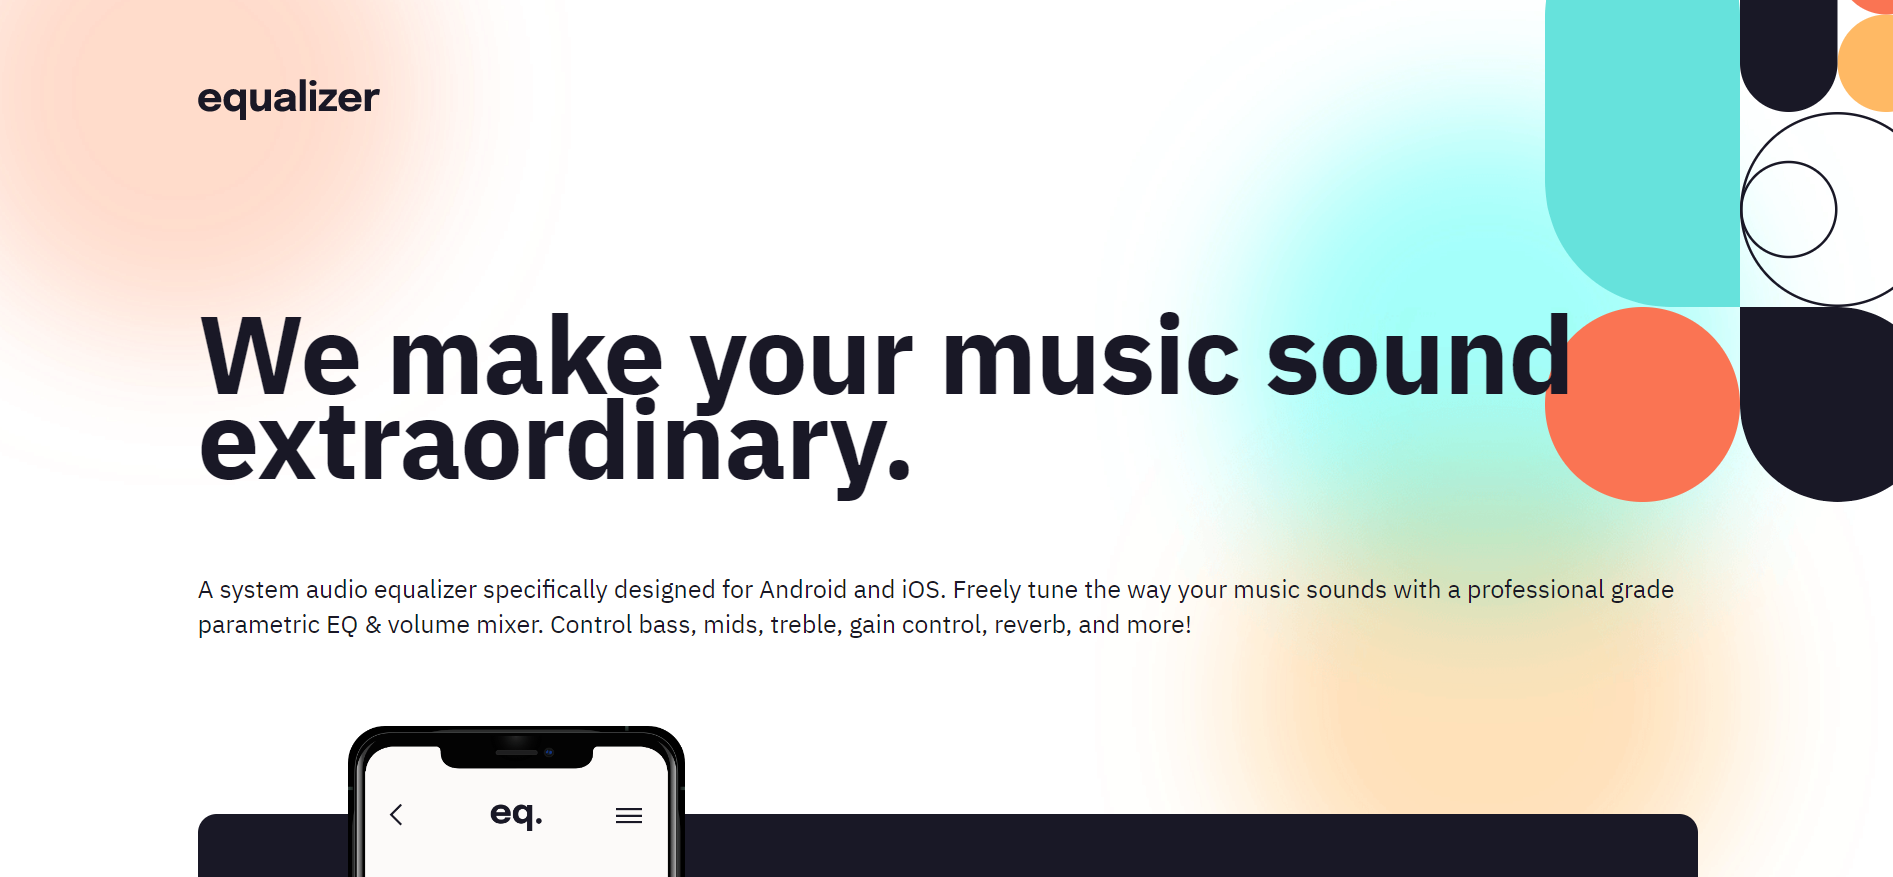 equalizer
We make your music sound
extraordinary.
A system audio equalizer specifically designed for Android and iOS. Freely tune the way your music sounds with a professional grade
parametric EQ & volume mixer. Control bass, mids, treble, gain control, reverb, and more!
eq.